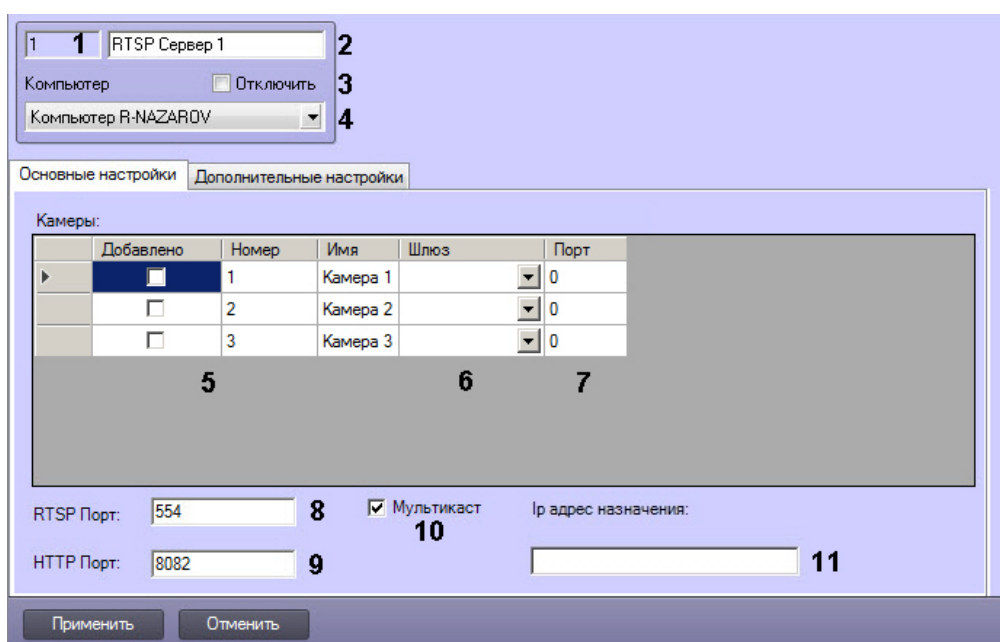 1 1 RTSP Сервер 1 2
Компьютер Отключить 3
Компьютер R-NAZAROV 4
Основные настройки Дополнительные настройки
Камеры:
Добавлено Номер Имя Шлюз Порт
1 Камера 1 0
2 Камера 2 0
3 Камера 3 0
5 6 7
RTSP Порт: 554 8 Мультикаст Ip адрес назначения:
10
HTTP Порт: 8082 9 11
Применить Отменить